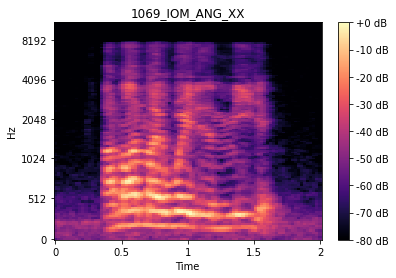 1069_IOM_ANG_XX
+0 dB
8192
-10 dB
4096
-20 dB
-30 dB
2048
Hz
-40 dB
1024
-50 dB
512
-60 dB
-70 dB
0
-80 dB
0
0.5
1
1.5
2
Time